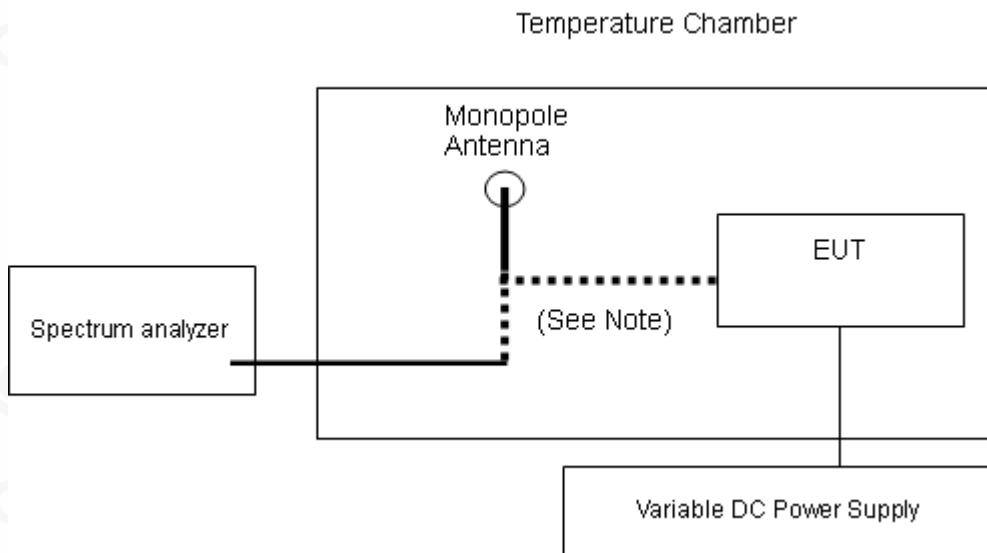 Temperature Chamber
Monopole
Antenna
EUT
Spectrum analyzer
(See Note)
Variable DC Power Supply